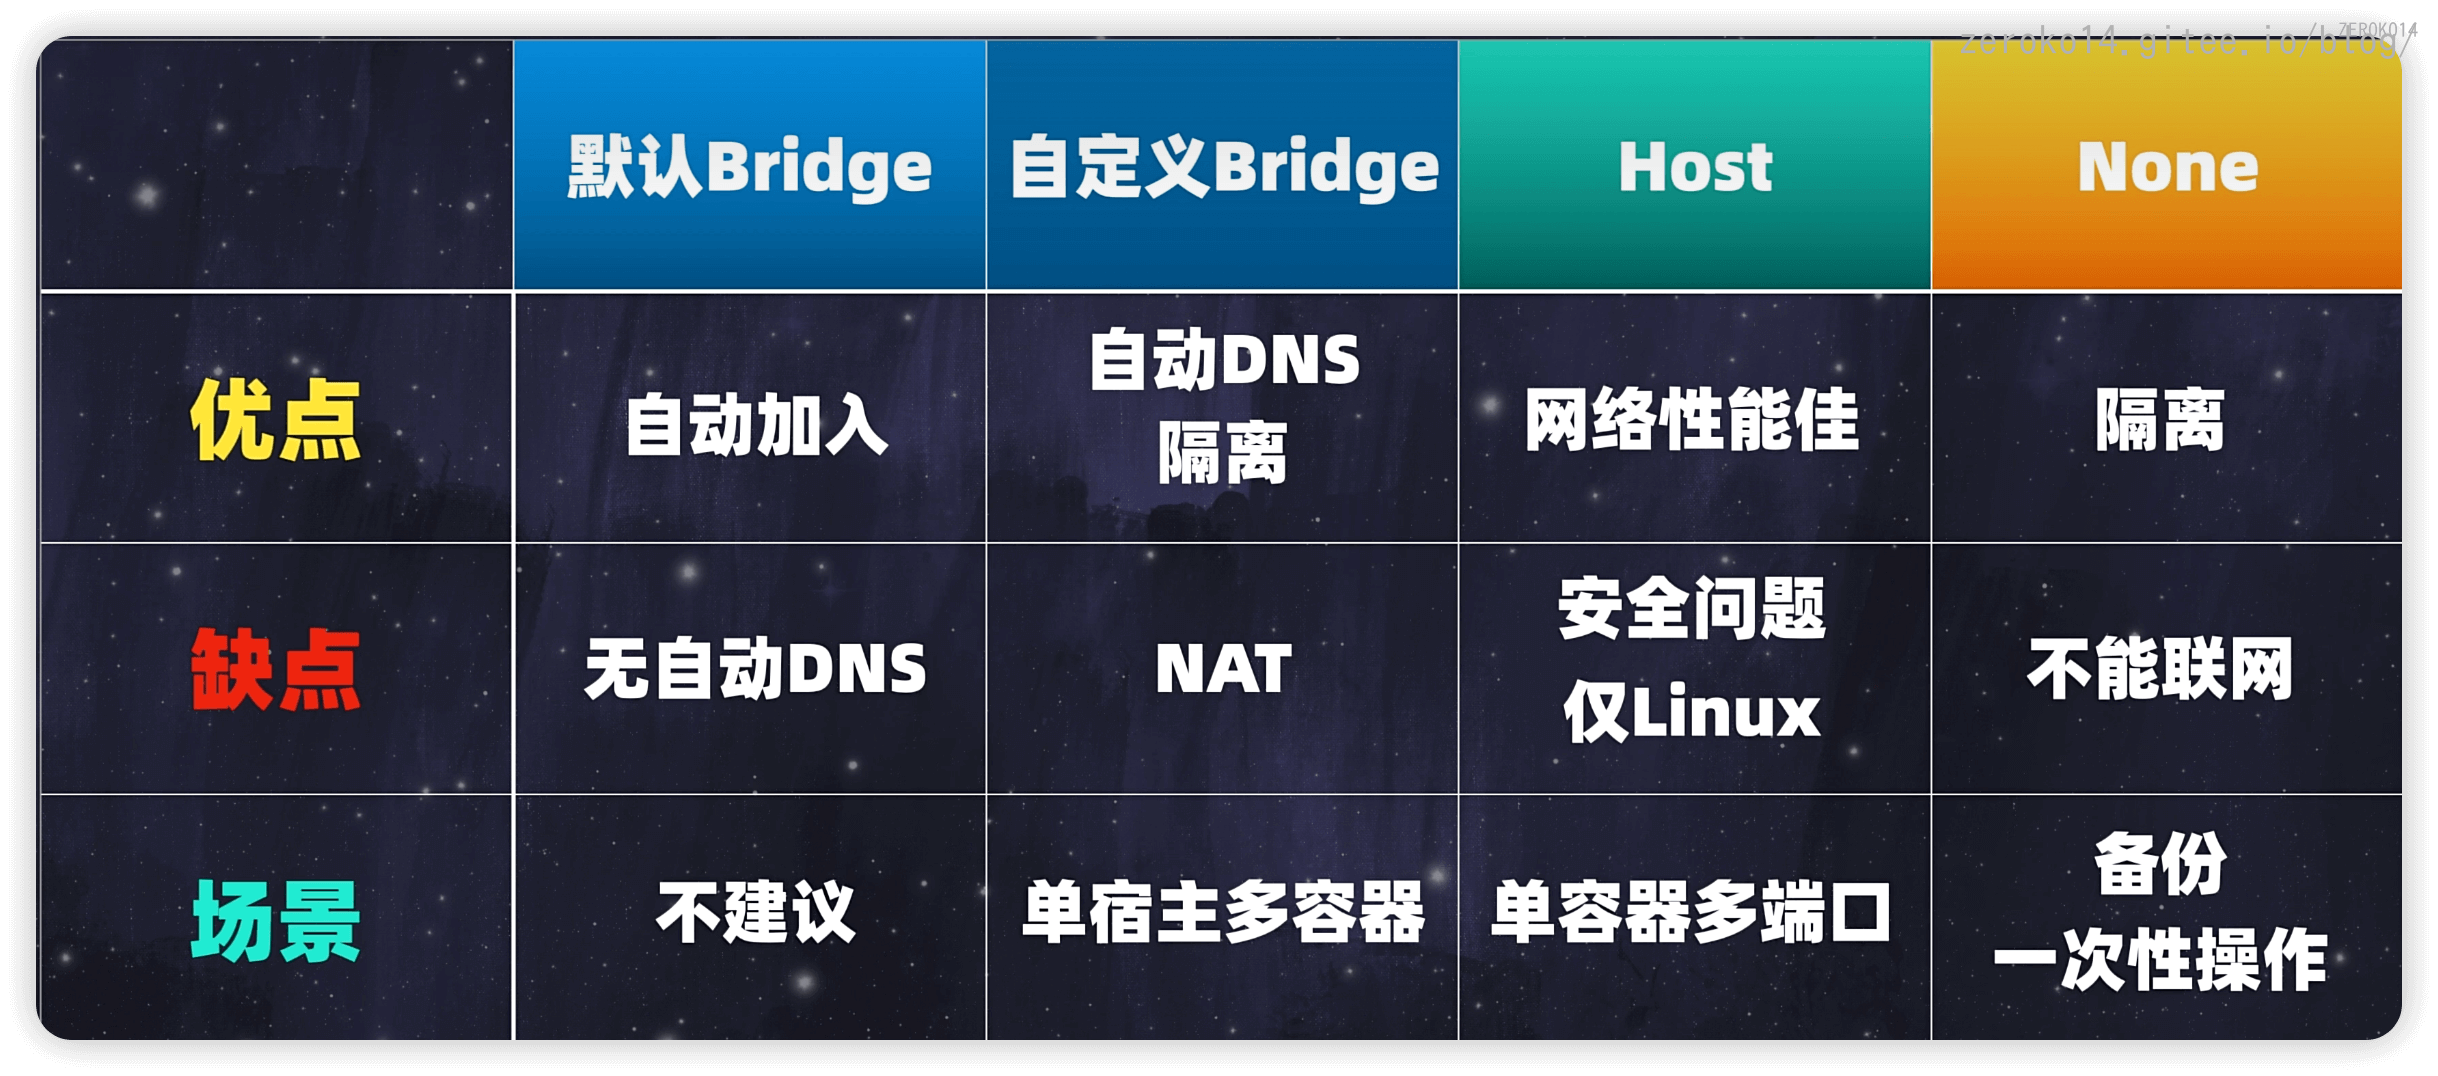 ZEROKO14
zeroko14.gitee.io/blog/
默认Bridge
自定义Bridge
Host
None
优点
自动加入
自动DNS
隔离
网络性能佳
隔离
缺点
无自动DNS
NAT
安全问题
仅Linux
不能联网
场景
不建议
单宿主多容器
单容器多端口
备份
一次性操作